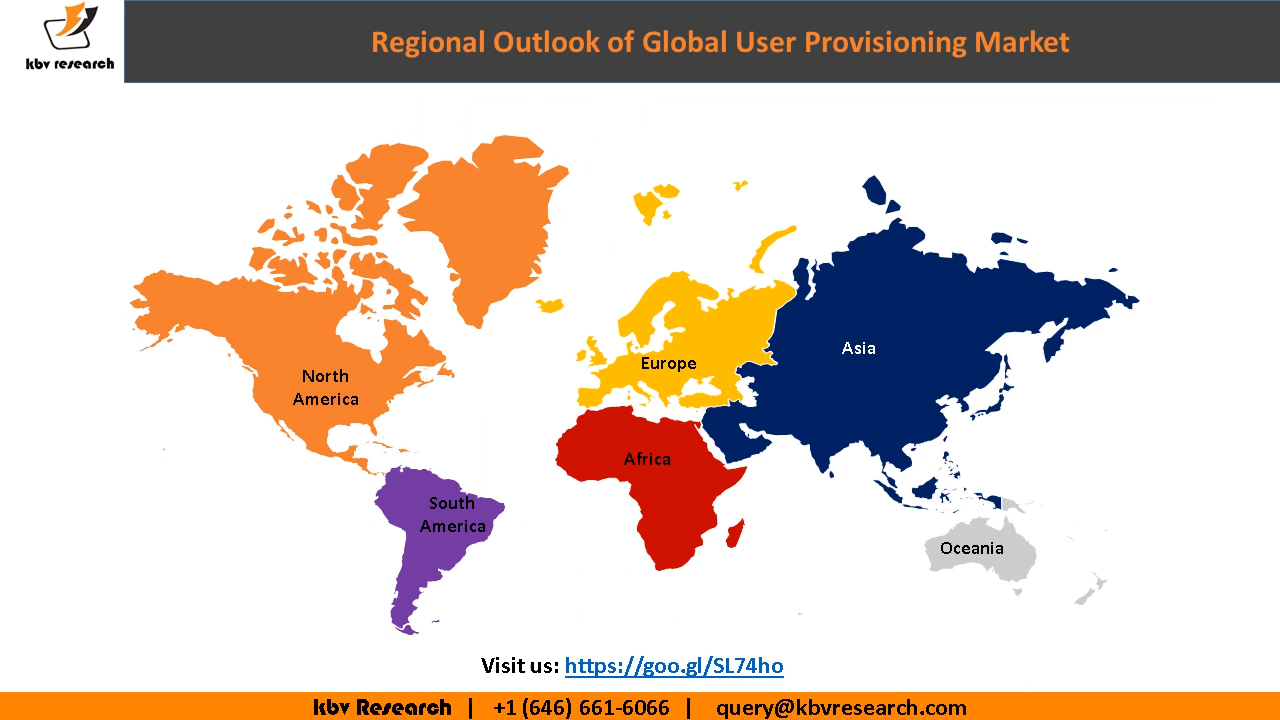 kbv research
Regional Outlook of Global User Provisioning Market
North
America
Europe
Asia
Africa
South
America
Oceania
Visit us: https://goo.gl/SL74ho
kbv Research | +1 (646) 661-6066 | query@kbvresearch.com